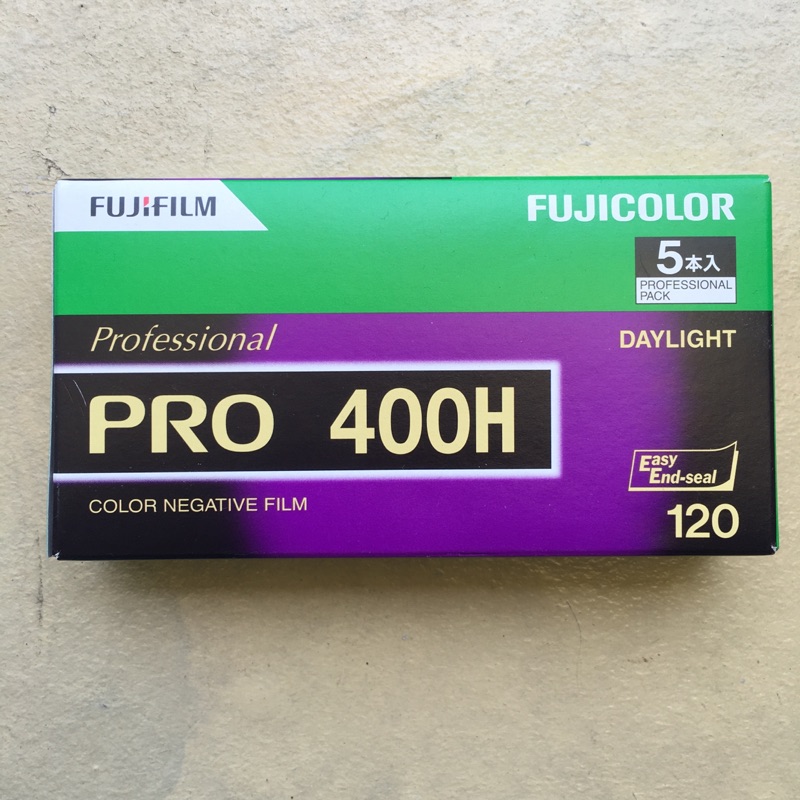 FUJIFILM
FUJICOLOR
5本入
PROFESSIONAL
PACK
Professional
DAYLIGHT
PRO 400H
Easy
End-seal
COLOR NEGATIVE FILM
120